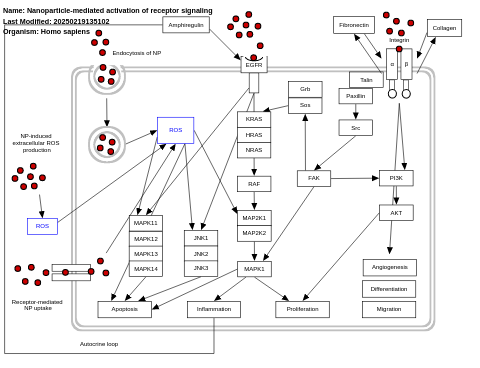 Name: Nanoparticle-mediated activation of receptor signaling
Last Modified: 20250219135102
Organism: Homo sapiens
Amphiregulin
Fibronectin
Collagen
Integrin
Endocytosis of NP
EGFR
α
β
Talin
Grb
Sos
Paxillin
KRAS
HRAS
NRAS
Src
ROS
NP-induced
extracellular ROS
production
RAF
FAK
PI3K
ROS
MAPK11
MAPK12
MAPK13
MAPK14
JNK1
JNK2
JNK3
MAP2K1
MAP2K2
AKT
MAPK1
Angiogenesis
Differentiation
Migration
Receptor-mediated
NP uptake
Apoptosis
Inflammation
Proliferation
Autocrine loop